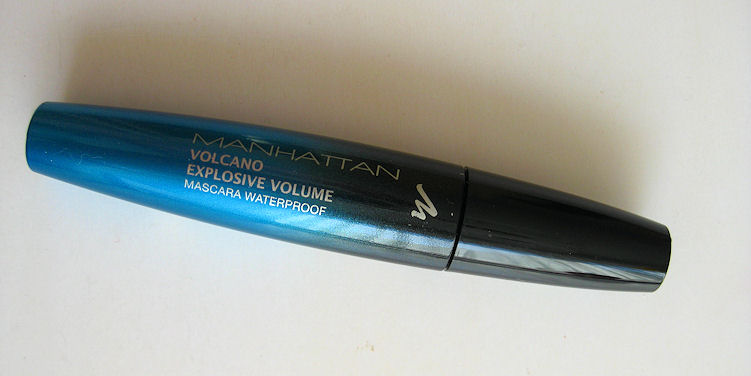 MANHATTAN
VOLCANO
EXPLOSIVE VOLUME
MASCARA WATERPROOF